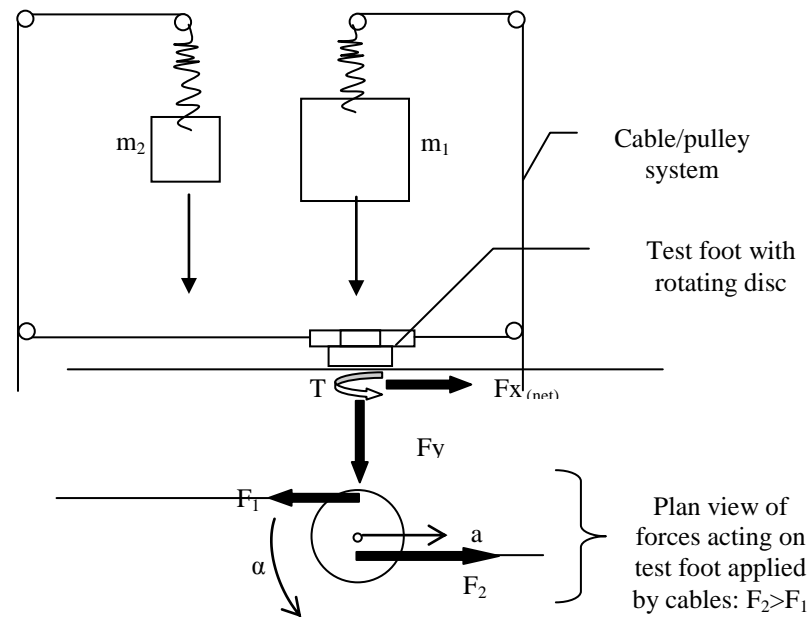 m₂
m₁
Cable/pulley
system
Test foot with
rotating disc
T
Fx (net)
Fy
F₁
a
α
F₂
Plan view of
forces acting on
test foot applied
by cables: F₂>F₁